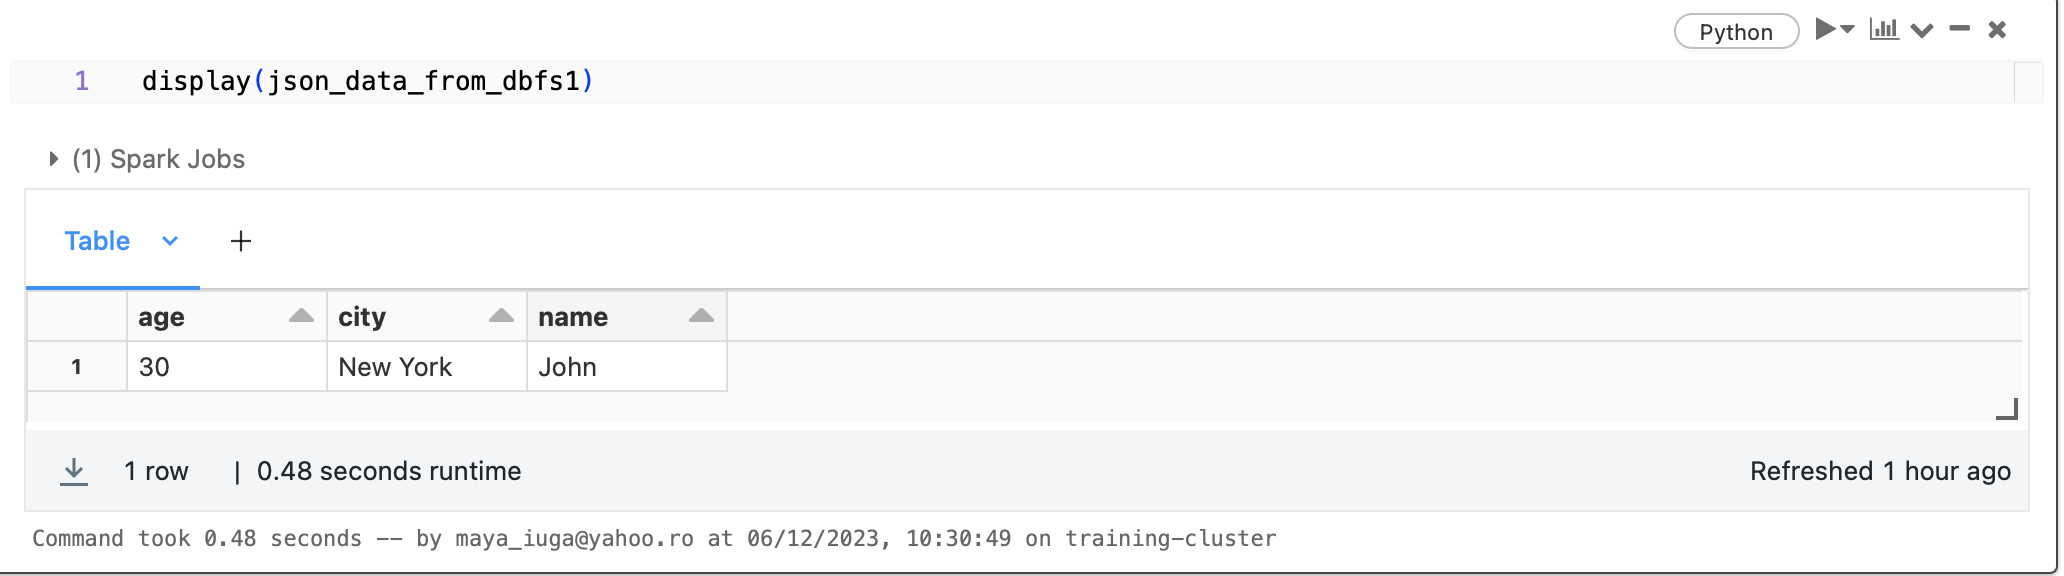 Python
1 display(json_data_from_dbfs1)
(1) Spark Jobs
Table +
age city name
1 30 New York John
1 row | 0.48 seconds runtime Refreshed 1 hour ago
Command took 0.48 seconds -- by maya_iuga@yahoo.ro at 06/12/2023, 10:30:49 on training-cluster